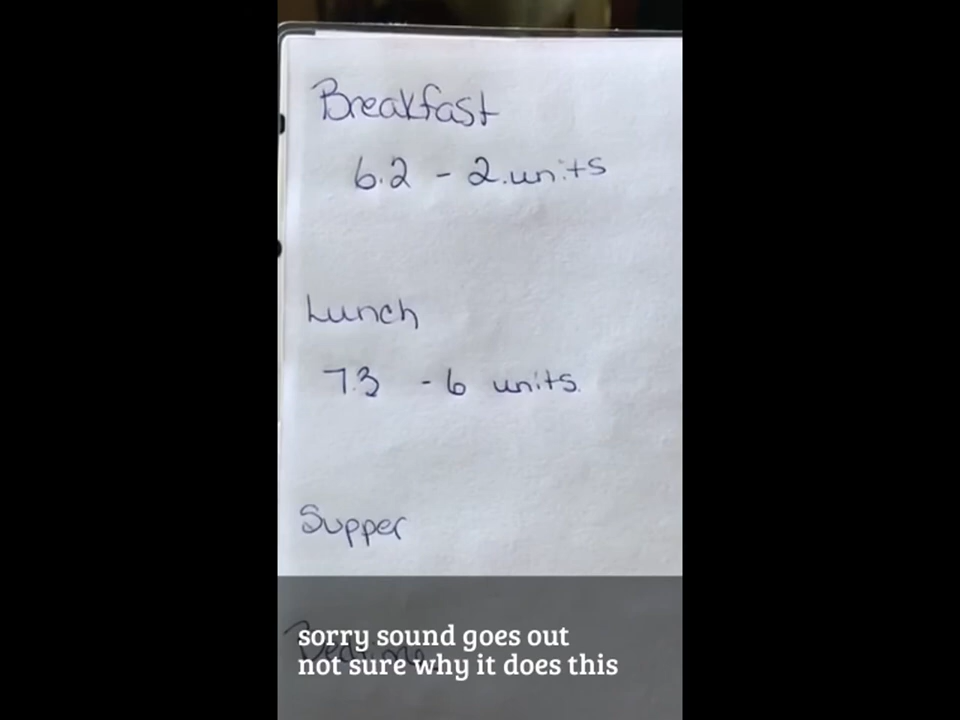 Breakfast
6.2 - 2.units
Lunch
7.3 - 6 units.
Supper
Bedtime
sorry sound goes out
not sure why it does this